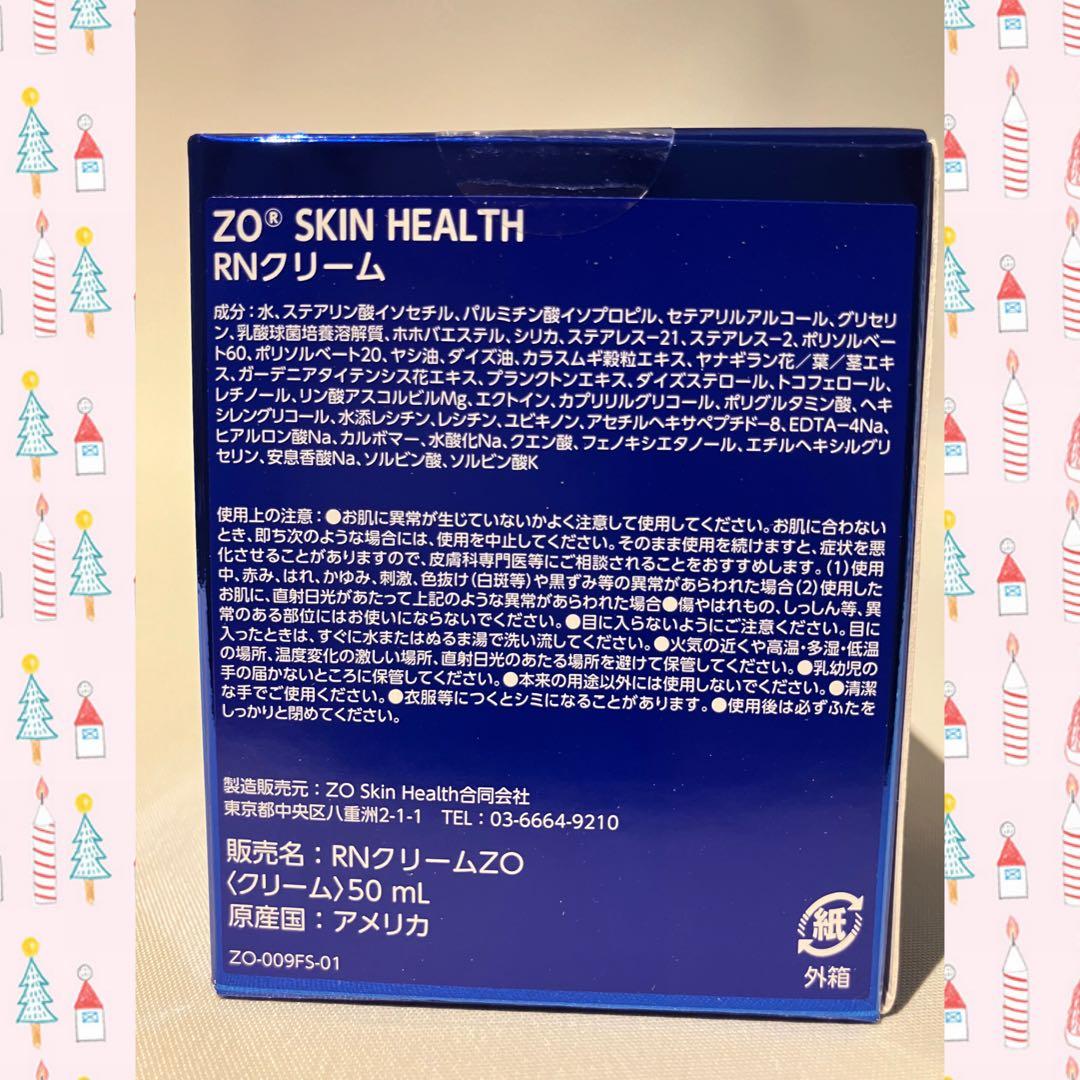 ZO® SKIN HEALTH
RNクリーム
成分：水、ステアリン酸イソセチル、パルミチン酸イソプロピル、セテアリルアルコール、グリセリ
ン、乳酸球菌培養溶解質、ホホバエステル、シリカ、ステアレス−21、ステアレス−2、ポリソルベー
ト60、ポリソルベート20、ヤシ油、ダイズ油、カラスムギ穀粒エキス、ヤナギラン花／葉／茎エキ
ス、ガーデニアタイテンシス花エキス、プランクトンエキス、ダイズステロール、トコフェロール、
レチノール、リン酸アスコルビルMg、エクトイン、カプリリルグリコール、ポリグルタミン酸、ヘキ
シレングリコール、水添レシチン、レシチン、ユビキノン、アセチルヘキサペプチド−8、EDTA−4Na、
ヒアルロン酸Na、カルボマー、水酸化Na、クエン酸、フェノキシエタノール、エチルヘキシルグリ
セリン、安息香酸Na、ソルビン酸、ソルビン酸K
使用上の注意：●お肌に異常が生じていないかよく注意して使用してください。お肌に合わない
とき、即ち次のような場合には、使用を中止してください。そのまま使用を続けますと、症状を悪
化させることがありますので、皮膚科専門医等にご相談されることをおすすめします。（1）使用
中、赤み、はれ、かゆみ、刺激、色抜け（白斑等）や黒ずみ等の異常があらわれた場合（2）使用した
お肌に、直射日光があたって上記のような異常があらわれた場合●傷やはれもの、しっしん等、異
常のある部位にはお使いにならないでください。●目に入らないようにご注意ください。目に
入ったときは、すぐに水またはぬるま湯で洗い流してください。●火気の近くや高温・多湿・低温
の場所、温度変化の激しい場所、直射日光のあたる場所を避けて保管してください。●乳幼児の
手の届かないところに保管してください。●本来の用途以外には使用しないでください。●清潔
な手でご使用ください。●衣服等につくとシミになることがあります。●使用後は必ずふたを
しっかりと閉めてください。
製造販売元：ZO Skin Health合同会社
東京都中央区八重洲2-1-1　TEL：03-6664-9210
販売名：RNクリームZO
〈クリーム〉50 mL
原産国：アメリカ
ZO-009FS-01
紙
外箱